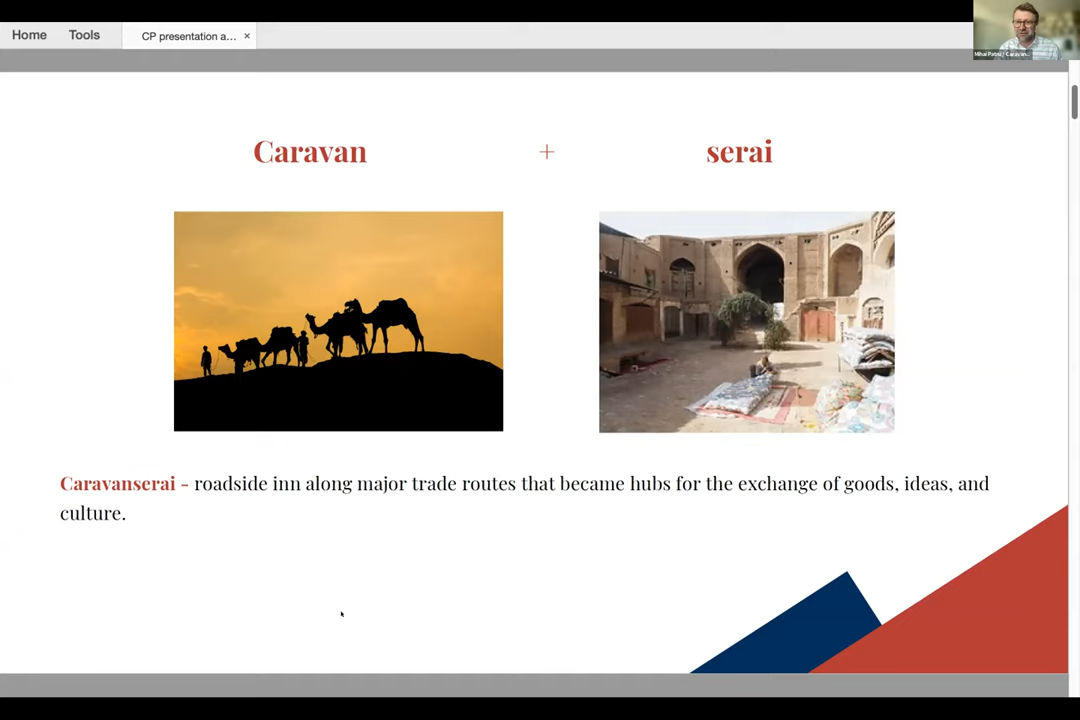 Home Tools CP presentation a... ×
Caravan + serai
Caravanserai - roadside inn along major trade routes that became hubs for the exchange of goods, ideas, and
culture.